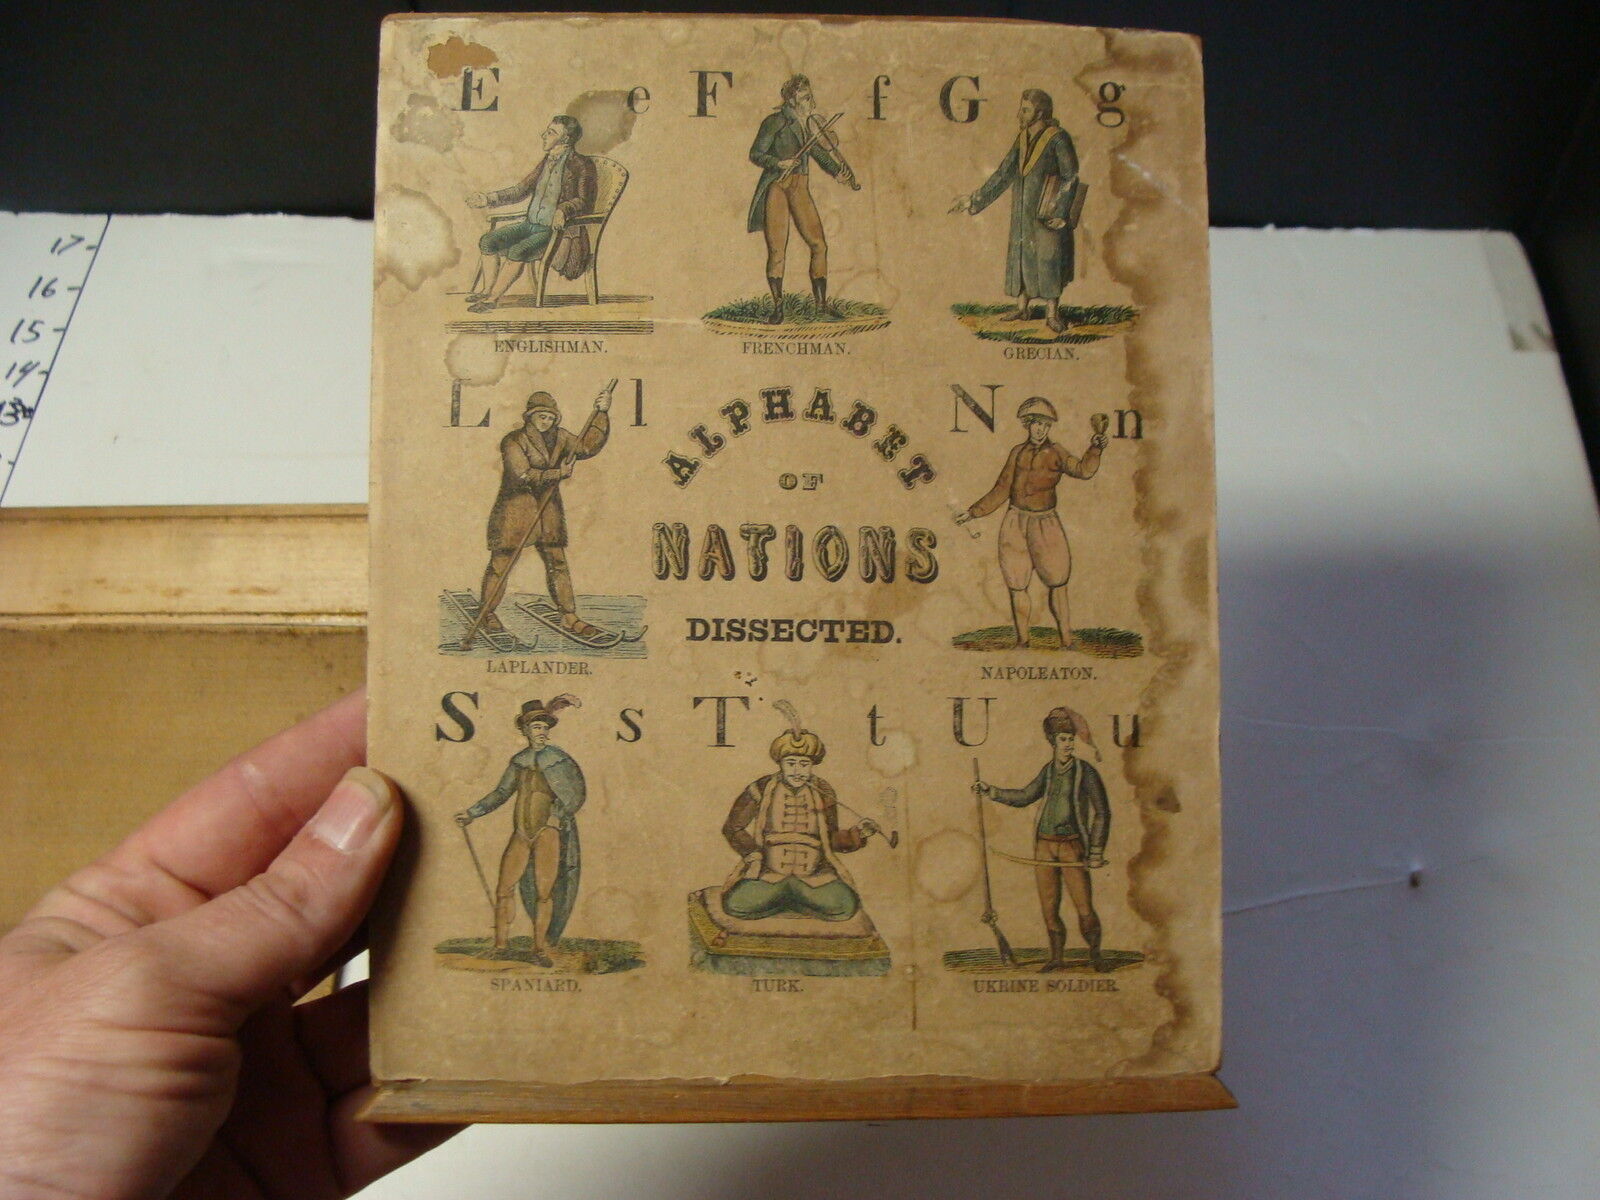 E e F f G g
ENGLISHMAN. FRENCHMAN. GRECIAN.
L l N n
ALPHABET
OF
NATIONS
DISSECTED.
LAPLANDER. NAPOLEATON.
S s T t U u
SPANIARD. TURK. UKRINE SOLDIER.
17
16
15
14